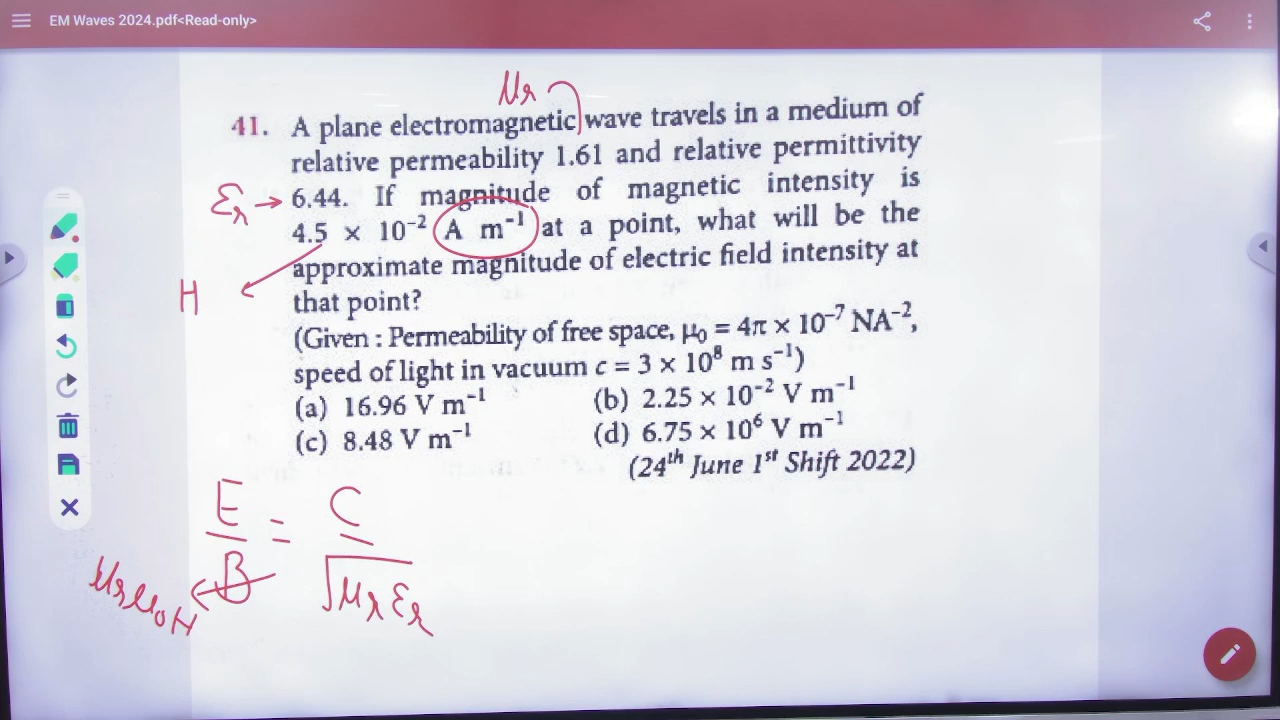 EM Waves 2024.pdf<Read-only>
μr
41. A plane electromagnetic wave travels in a medium of
relative permeability 1.61 and relative permittivity
εr → 6.44. If magnitude of magnetic intensity is
4.5 × 10⁻² A m⁻¹ at a point, what will be the
approximate magnitude of electric field intensity at
H
that point?
(Given : Permeability of free space, μ₀ = 4π × 10⁻⁷ NA⁻²,
speed of light in vacuum c = 3 × 10⁸ m s⁻¹)
(a) 16.96 V m⁻¹ (b) 2.25 × 10⁻² V m⁻¹
(c) 8.48 V m⁻¹ (d) 6.75 × 10⁶ V m⁻¹
(24th June 1st Shift 2022)
E = C
B √μr εr
μr μ₀ H